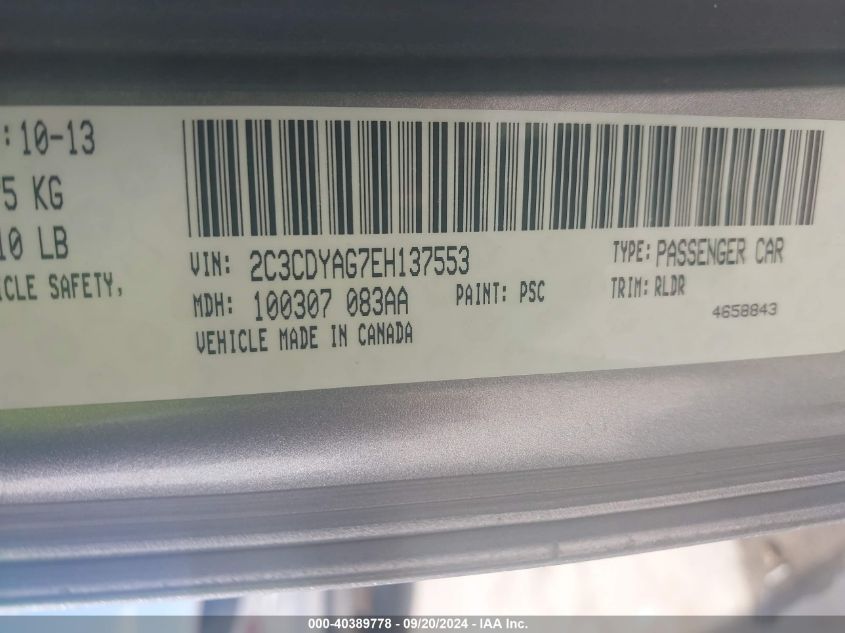 : 10-13
5 KG
10 LB
ICLE SAFETY,
VIN: 2C3CDYAG7EH137553
TYPE: PASSENGER CAR
MDH: 100307 083AA
PAINT: PSC
TRIM: RLDR
4658843
VEHICLE MADE IN CANADA
000-40389778 - 09/20/2024 - IAA Inc.